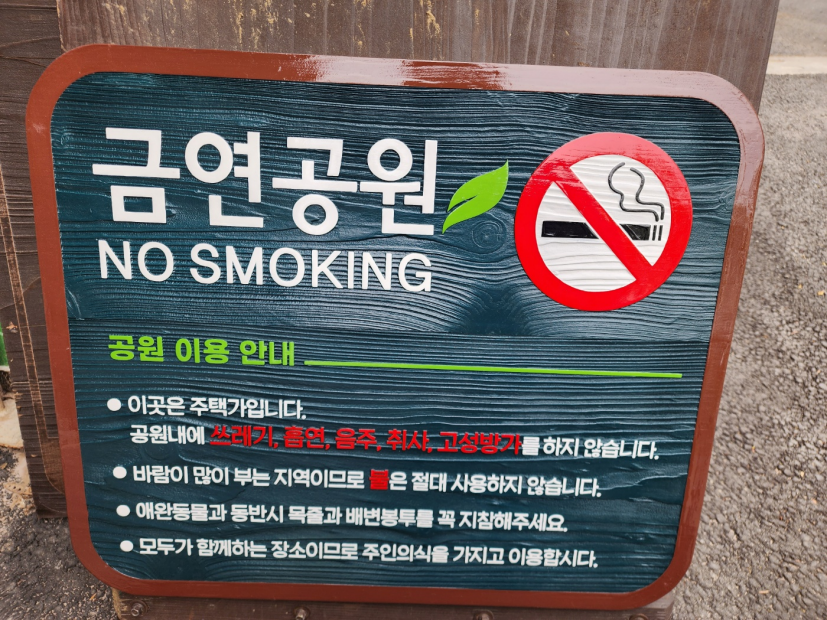 금연공원
NO SMOKING
공원 이용 안내
● 이곳은 주택가입니다.
공원내에 쓰레기, 흡연, 음주, 취사, 고성방가를 하지 않습니다.
● 바람이 많이 부는 지역이므로 불은 절대 사용하지 않습니다.
● 애완동물과 동반시 목줄과 배변봉투를 꼭 지참해주세요.
● 모두가 함께하는 장소이므로 주인의식을 가지고 이용합시다.